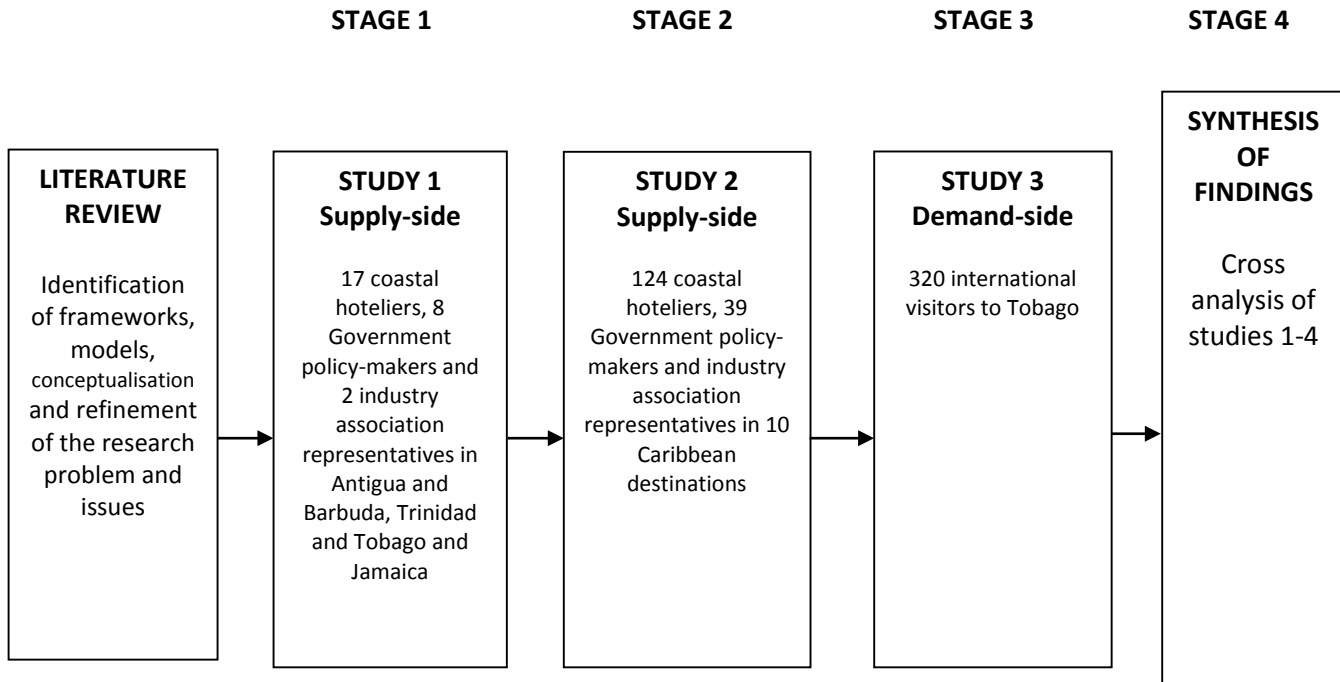 STAGE 1
STAGE 2
STAGE 3
STAGE 4
LITERATURE
REVIEW
Identification
of frameworks,
models,
conceptualisation
and refinement
of the research
problem and
issues
STUDY 1
Supply-side
17 coastal
hoteliers, 8
Government
policy-makers and
2 industry
association
representatives in
Antigua and
Barbuda, Trinidad
and Tobago and
Jamaica
STUDY 2
Supply-side
124 coastal
hoteliers, 39
Government policy-
makers and industry
association
representatives in 10
Caribbean
destinations
STUDY 3
Demand-side
320 international
visitors to Tobago
SYNTHESIS
OF
FINDINGS
Cross
analysis of
studies 1-4